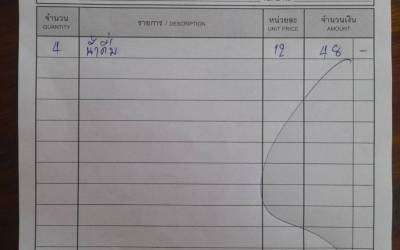 จำนวน รายการ / DESCRIPTION หน่วยละ จำนวนเงิน
QUANTITY UNIT PRICE AMOUNT
4 น้ำดื่ม 12 48 -